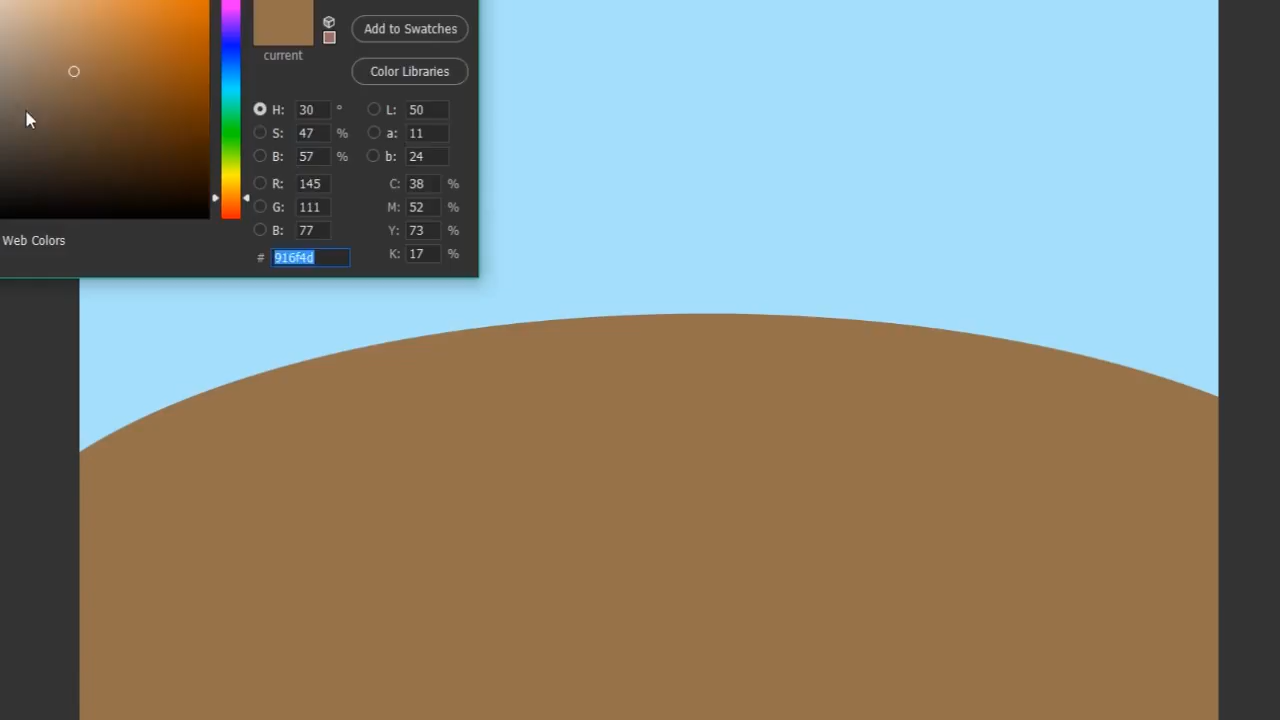 Add to Swatches
current
Color Libraries
H: 30 ° L: 50
S: 47 % a: 11
B: 57 % b: 24
R: 145 C: 38 %
G: 111 M: 52 %
B: 77 Y: 73 %
Web Colors # 916f4d K: 17 %